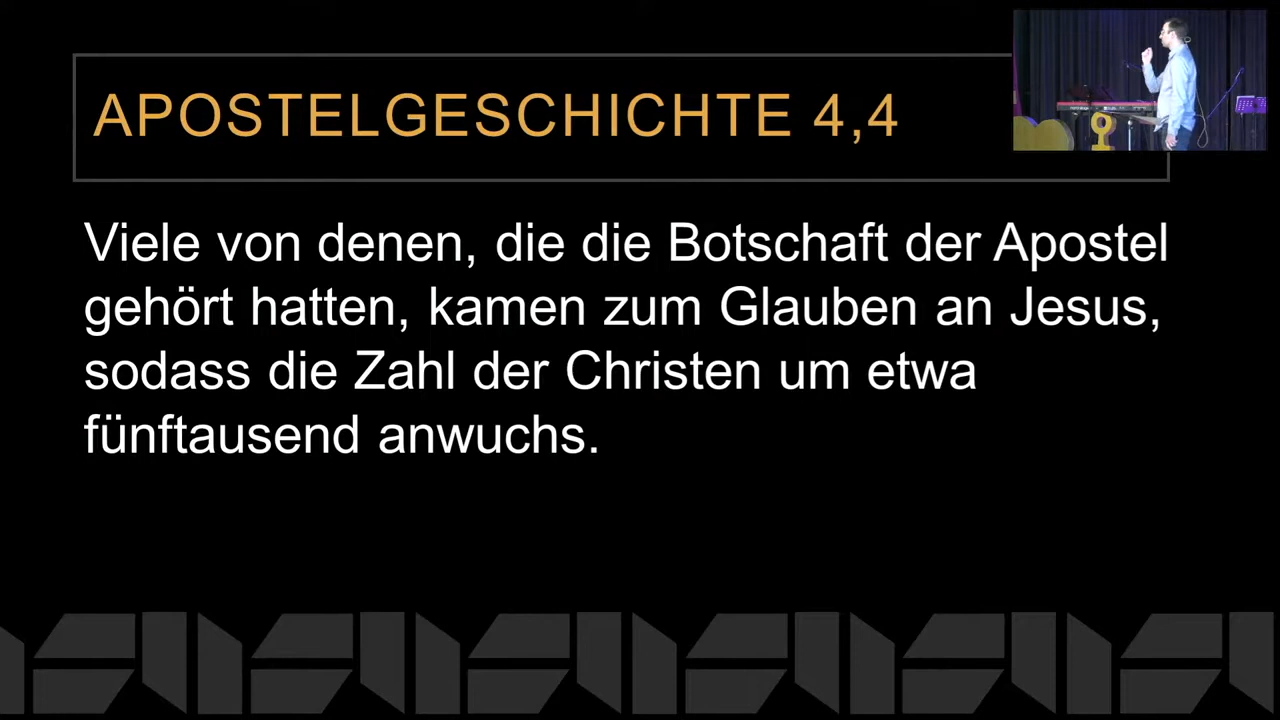 APOSTELGESCHICHTE 4,4
Viele von denen, die die Botschaft der Apostel
gehört hatten, kamen zum Glauben an Jesus,
sodass die Zahl der Christen um etwa
fünftausend anwuchs.